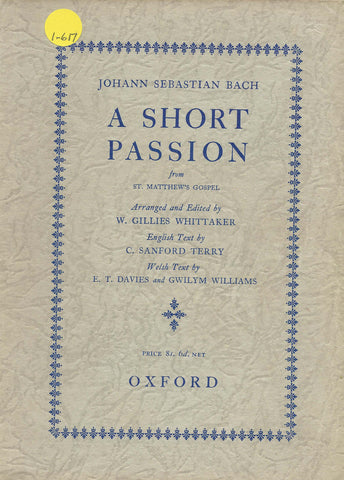 1-617
JOHANN SEBASTIAN BACH
A SHORT
PASSION
from
ST. MATTHEW'S GOSPEL
Arranged and Edited by
W. GILLIES WHITTAKER
English Text by
C. SANFORD TERRY
Welsh Text by
E. T. DAVIES and GWILYM WILLIAMS
PRICE 8s. 6d. NET
OXFORD